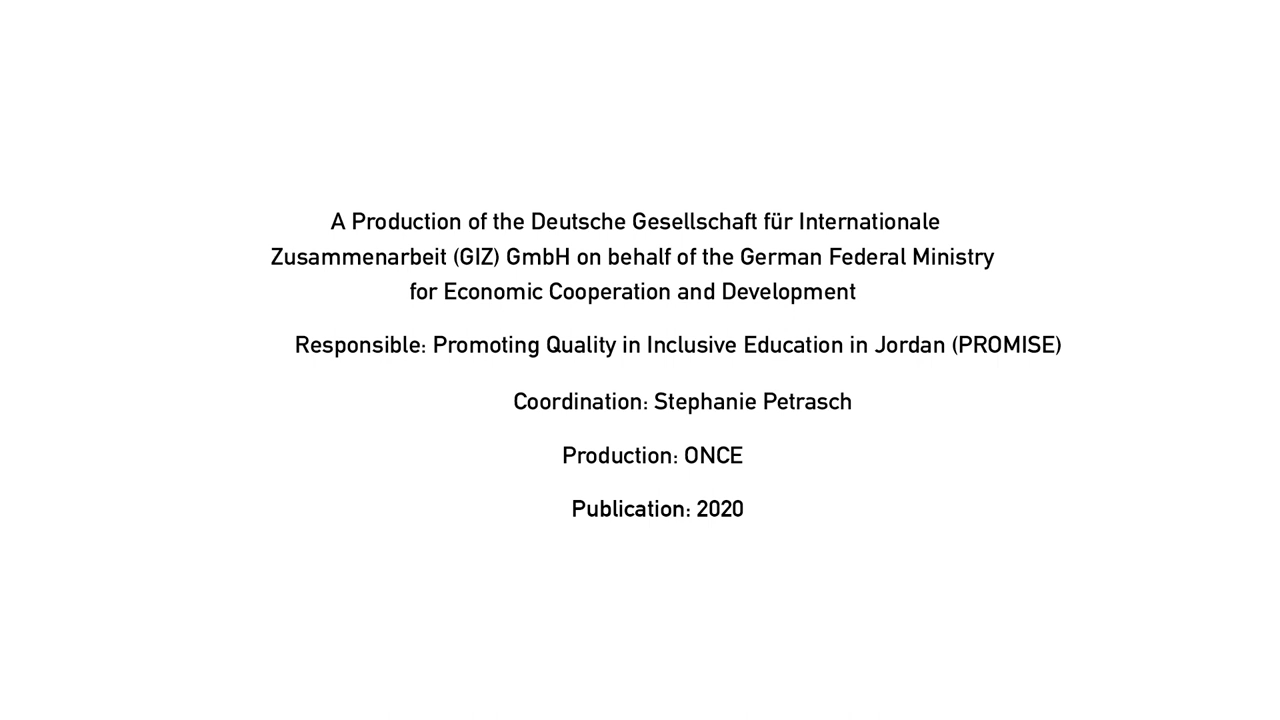 A Production of the Deutsche Gesellschaft für Internationale
Zusammenarbeit (GIZ) GmbH on behalf of the German Federal Ministry
for Economic Cooperation and Development
Responsible: Promoting Quality in Inclusive Education in Jordan (PROMISE)
Coordination: Stephanie Petrasch
Production: ONCE
Publication: 2020